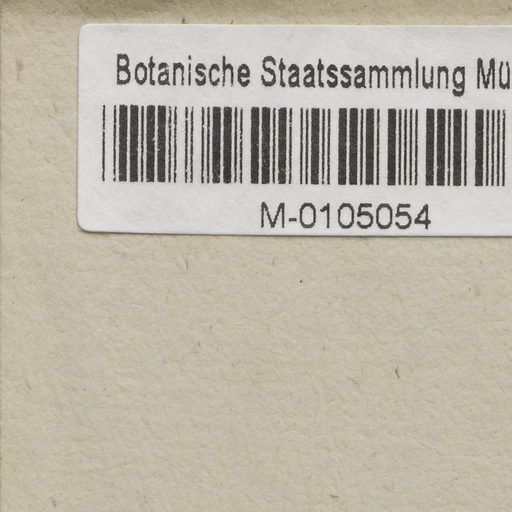 Botanische Staatssammlung Mü
M-0105054